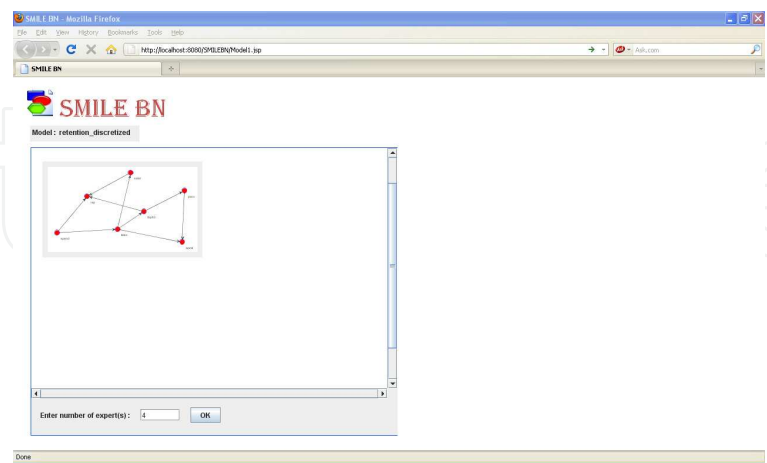 SMILE BN - Mozilla Firefox
File Edit View History Bookmarks Tools Help
http://localhost:8080/SMILEBN/Model1.jsp
Ask.com
SMILE BN
SMILE BN
Model : retention_discretized
Enter number of expert(s) : 4 OK
Done